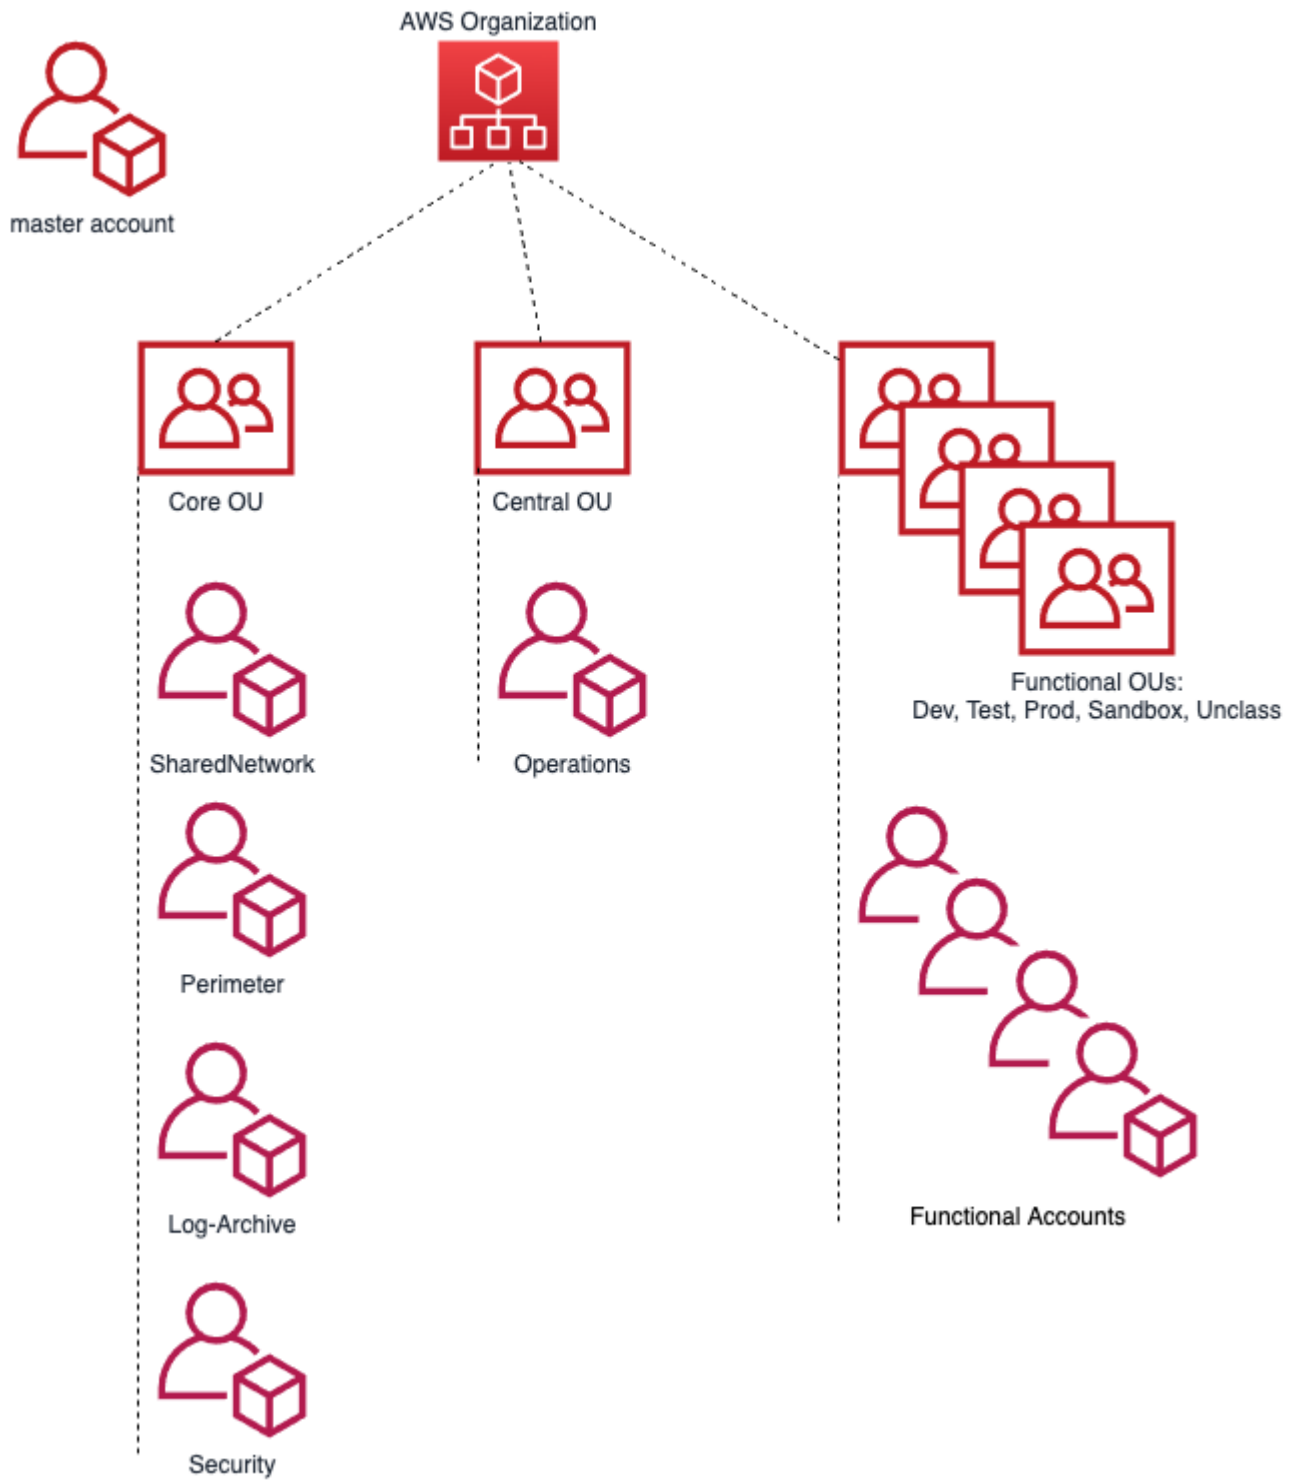 AWS Organization
master account
Core OU
Central OU
Functional OUs:
Dev, Test, Prod, Sandbox, Unclass
SharedNetwork
Operations
Perimeter
Log-Archive
Functional Accounts
Security